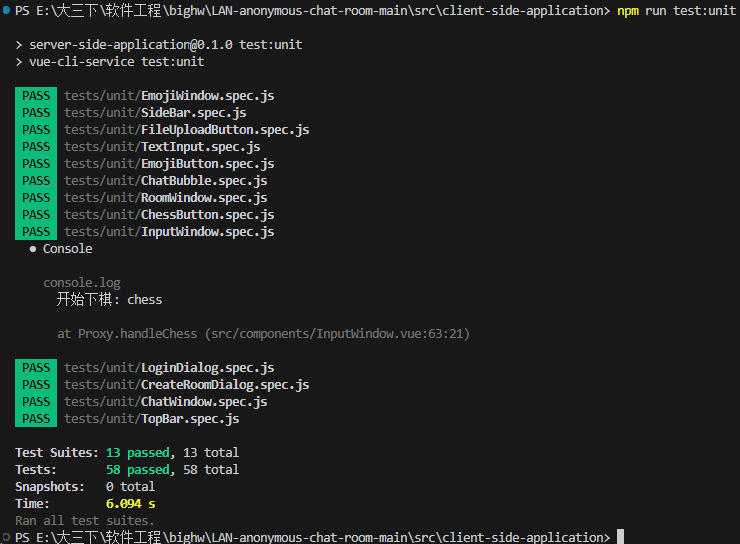 PS E:\大三下\软件工程\bighw\LAN-anonymous-chat-room-main\src\client-side-application> npm run test:unit
> server-side-application@0.1.0 test:unit
> vue-cli-service test:unit
PASS tests/unit/EmojiWindow.spec.js
PASS tests/unit/SideBar.spec.js
PASS tests/unit/FileUploadButton.spec.js
PASS tests/unit/TextInput.spec.js
PASS tests/unit/EmojiButton.spec.js
PASS tests/unit/ChatBubble.spec.js
PASS tests/unit/RoomWindow.spec.js
PASS tests/unit/ChessButton.spec.js
PASS tests/unit/InputWindow.spec.js
● Console
console.log
开始下棋: chess
at Proxy.handleChess (src/components/InputWindow.vue:63:21)
PASS tests/unit/LoginDialog.spec.js
PASS tests/unit/CreateRoomDialog.spec.js
PASS tests/unit/ChatWindow.spec.js
PASS tests/unit/TopBar.spec.js
Test Suites: 13 passed, 13 total
Tests: 58 passed, 58 total
Snapshots: 0 total
Time: 6.094 s
Ran all test suites.
PS E:\大三下\软件工程\bighw\LAN-anonymous-chat-room-main\src\client-side-application>